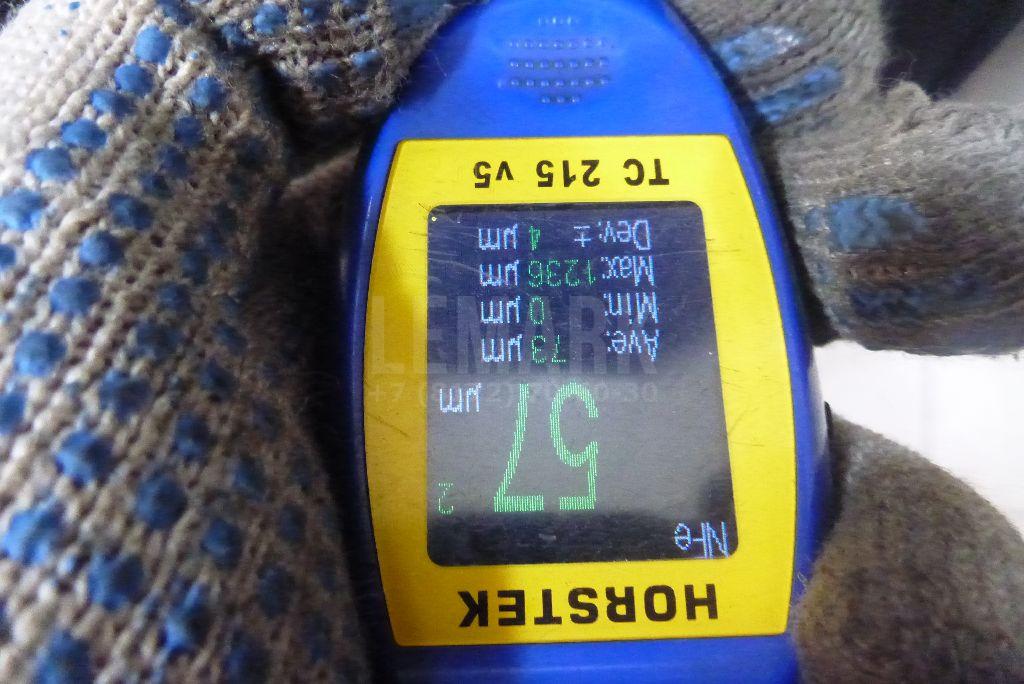 HORSTEK
NFe
2
57 µm
Ave: 73 µm
Min: 0 µm
Max: 1236 µm
Dev: ± 4 µm
TC 215 v5
LEMARK